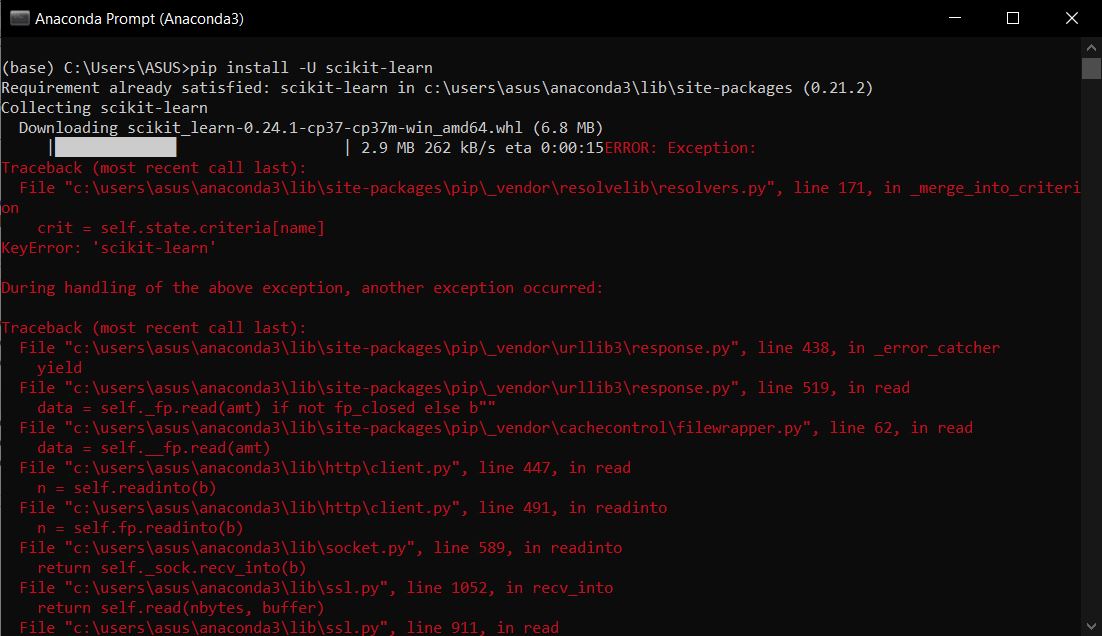 Anaconda Prompt (Anaconda3)
(base) C:\Users\ASUS>pip install -U scikit-learn
Requirement already satisfied: scikit-learn in c:\users\asus\anaconda3\lib\site-packages (0.21.2)
Collecting scikit-learn
  Downloading scikit_learn-0.24.1-cp37-cp37m-win_amd64.whl (6.8 MB)
     |                    | 2.9 MB 262 kB/s eta 0:00:15ERROR: Exception:
Traceback (most recent call last):
  File "c:\users\asus\anaconda3\lib\site-packages\pip\_vendor\resolvelib\resolvers.py", line 171, in _merge_into_criteri
on
    crit = self.state.criteria[name]
KeyError: 'scikit-learn'
During handling of the above exception, another exception occurred:
Traceback (most recent call last):
  File "c:\users\asus\anaconda3\lib\site-packages\pip\_vendor\urllib3\response.py", line 438, in _error_catcher
    yield
  File "c:\users\asus\anaconda3\lib\site-packages\pip\_vendor\urllib3\response.py", line 519, in read
    data = self._fp.read(amt) if not fp_closed else b""
  File "c:\users\asus\anaconda3\lib\site-packages\pip\_vendor\cachecontrol\filewrapper.py", line 62, in read
    data = self.__fp.read(amt)
  File "c:\users\asus\anaconda3\lib\http\client.py", line 447, in read
    n = self.readinto(b)
  File "c:\users\asus\anaconda3\lib\http\client.py", line 491, in readinto
    n = self.fp.readinto(b)
  File "c:\users\asus\anaconda3\lib\socket.py", line 589, in readinto
    return self._sock.recv_into(b)
  File "c:\users\asus\anaconda3\lib\ssl.py", line 1052, in recv_into
    return self.read(nbytes, buffer)
  File "c:\users\asus\anaconda3\lib\ssl.py", line 911, in read